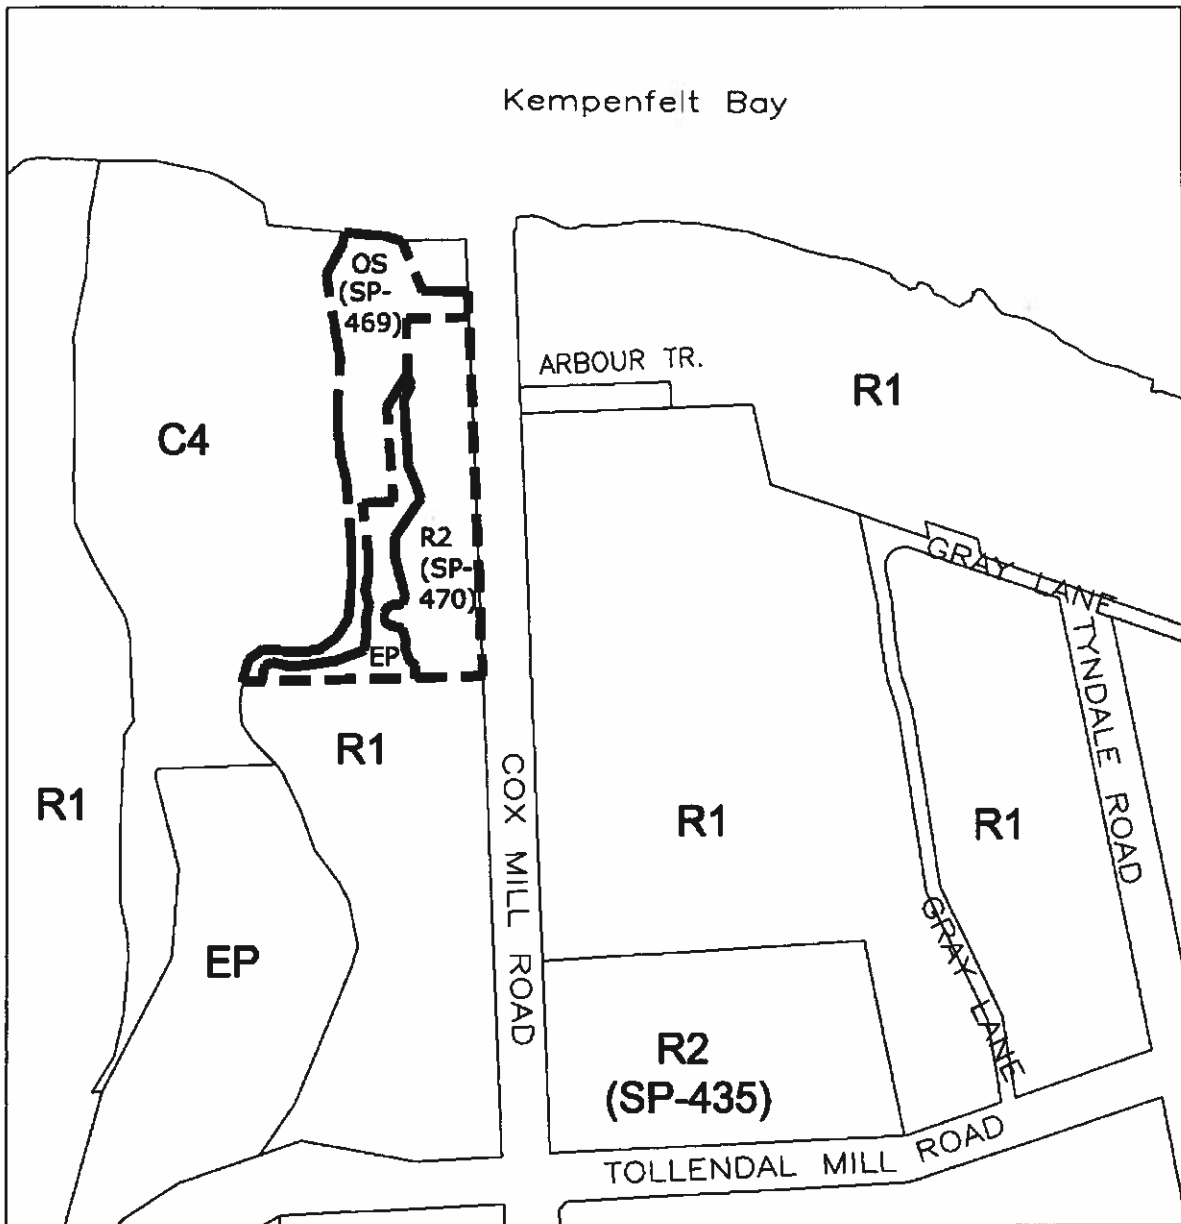 Kempenfelt Bay
OS
(SP-
469)
ARBOUR TR.
R1
C4
R2
(SP-
470)
GRAY LANE
EP
TYNDALE ROAD
R1
COX MILL ROAD
R1
R1
R1
GRAY LANE
EP
R2
(SP-435)
TOLLENDAL MILL ROAD